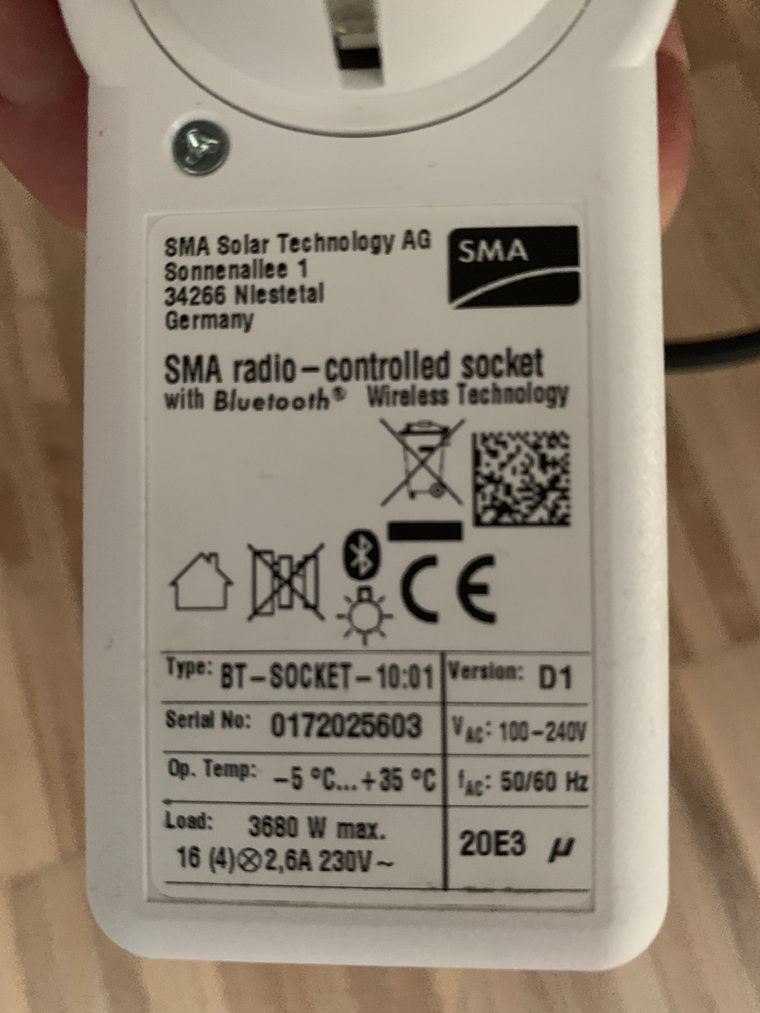 SMA Solar Technology AG
Sonnenallee 1
34266 Niestetal
Germany
SMA
SMA radio-controlled socket
with Bluetooth® Wireless Technology
CE
Type: BT-SOCKET-10:01
Version: D1
Serial No: 0172025603
VAC: 100-240V
Op. Temp: -5 °C...+35 °C
fAC: 50/60 Hz
Load: 3680 W max.
16 (4)⊗2,6A 230V~
20E3 µ